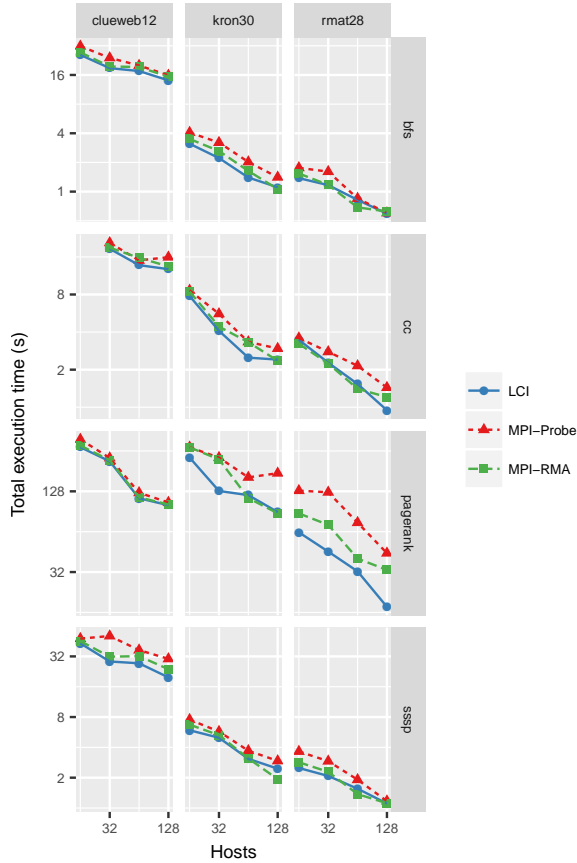 clueweb12 kron30 rmat28
16
4
1
bfs
8
2
cc
128
32
pagerank
32
8
2
sssp
32 128 32 128 32 128
Hosts
Total execution time (s)
LCI
MPI−Probe
MPI−RMA